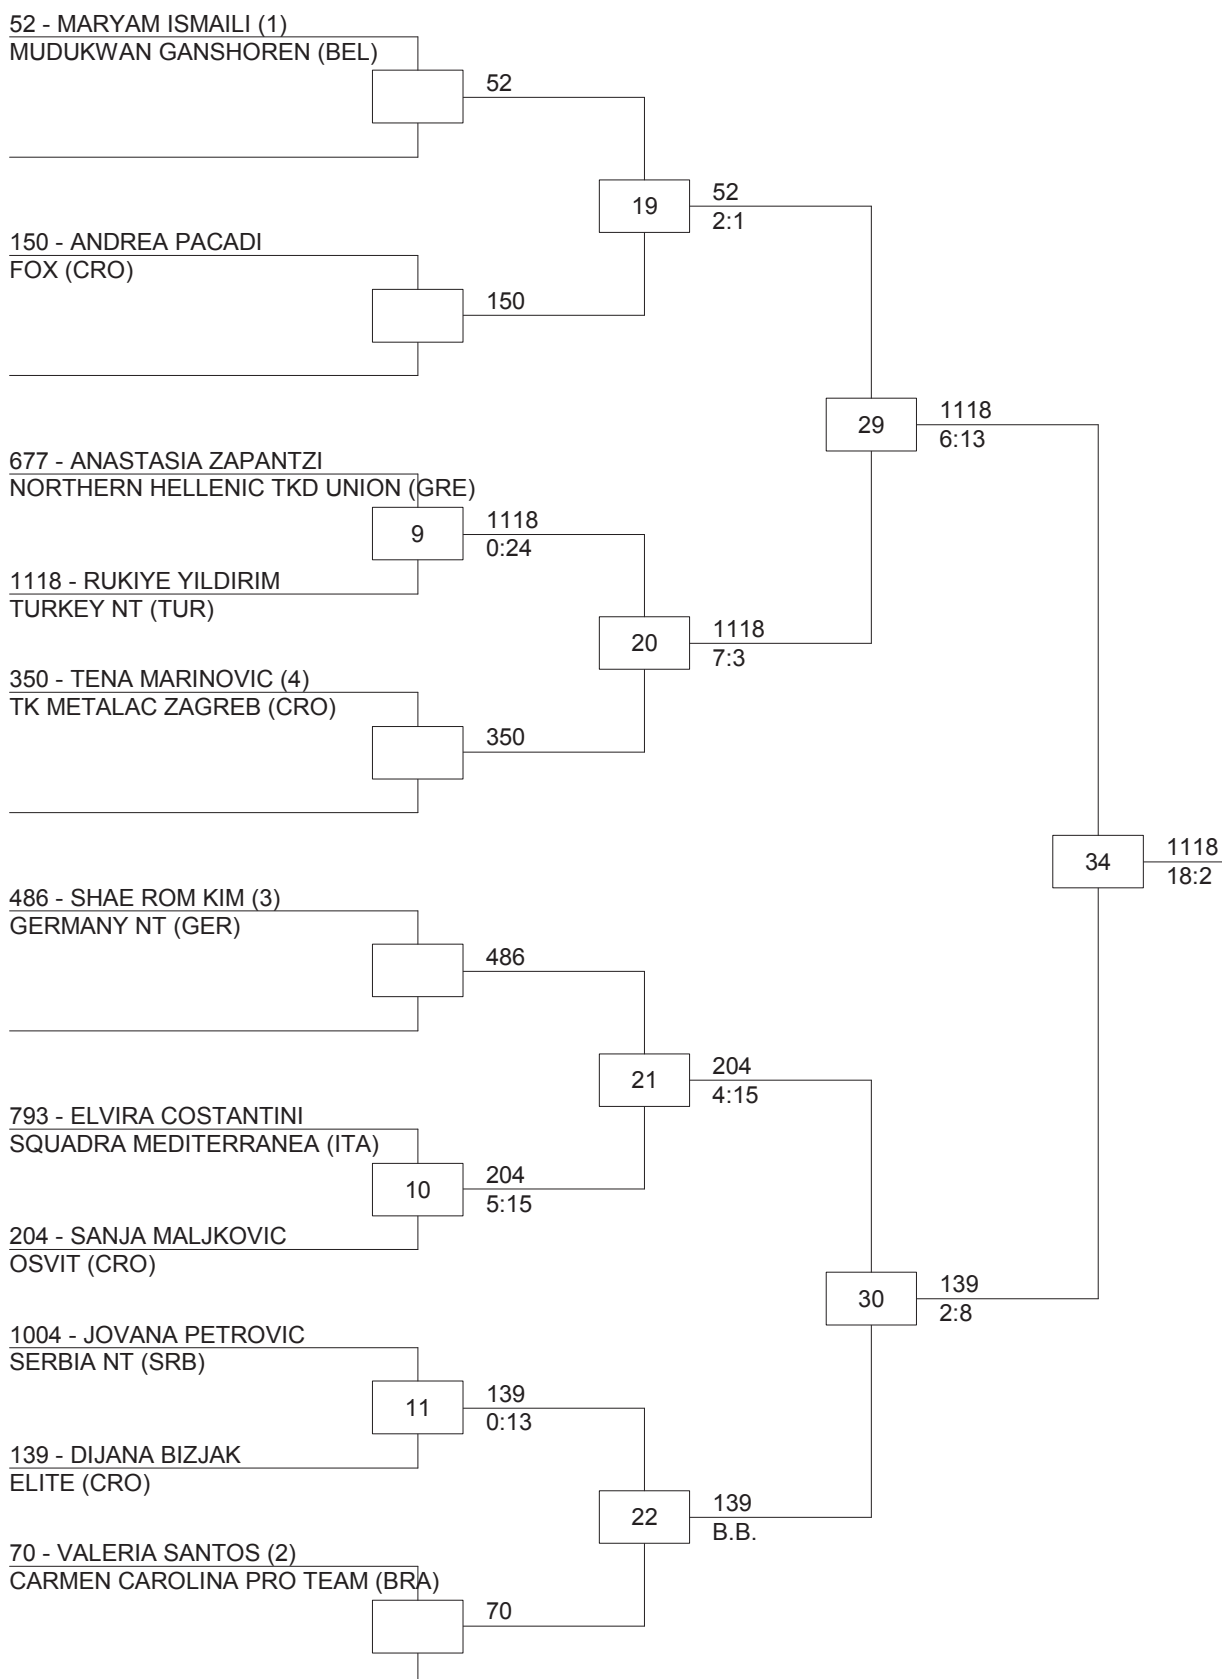 52 - MARYAM ISMAILI (1)
MUDUKWAN GANSHOREN (BEL)
52
19
52
2:1
150 - ANDREA PACADI
FOX (CRO)
150
29
1118
6:13
677 - ANASTASIA ZAPANTZI
NORTHERN HELLENIC TKD UNION (GRE)
9
1118
0:24
1118 - RUKIYE YILDIRIM
TURKEY NT (TUR)
20
1118
7:3
350 - TENA MARINOVIC (4)
TK METALAC ZAGREB (CRO)
350
34
1118
18:2
486 - SHAE ROM KIM (3)
GERMANY NT (GER)
486
21
204
4:15
793 - ELVIRA COSTANTINI
SQUADRA MEDITERRANEA (ITA)
10
204
5:15
204 - SANJA MALJKOVIC
OSVIT (CRO)
30
139
2:8
1004 - JOVANA PETROVIC
SERBIA NT (SRB)
11
139
0:13
139 - DIJANA BIZJAK
ELITE (CRO)
22
139
B.B.
70 - VALERIA SANTOS (2)
CARMEN CAROLINA PRO TEAM (BRA)
70